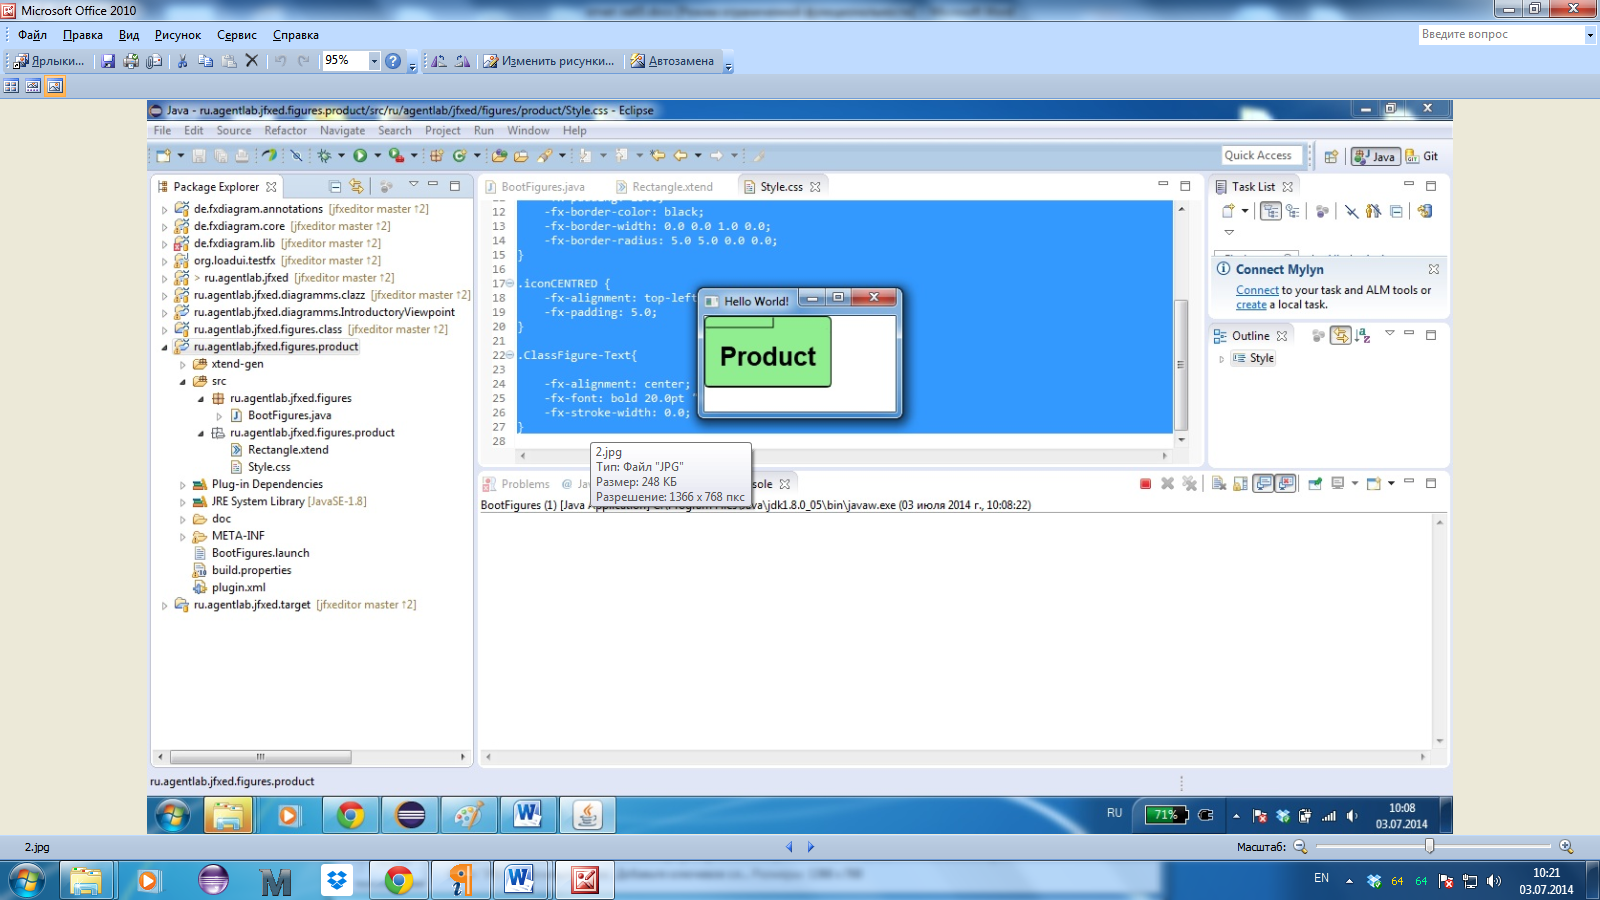 Microsoft Office 2010
Файл Правка Вид Рисунок Сервис Справка
Введите вопрос
Ярлыки... 95% Изменить рисунки... Автозамена
Java - ru.agentlab.jfxed.figures.product/src/ru/agentlab/jfxed/figures/product/Style.css - Eclipse
File Edit Source Refactor Navigate Search Project Run Window Help
Quick Access Java Git
Package Explorer
de.fxdiagram.annotations [jfxeditor master ↑2]
de.fxdiagram.core [jfxeditor master ↑2]
de.fxdiagram.lib [jfxeditor master ↑2]
org.loadui.testfx [jfxeditor master ↑2]
> ru.agentlab.jfxed [jfxeditor master ↑2]
ru.agentlab.jfxed.diagramms.clazz [jfxeditor master ↑2]
ru.agentlab.jfxed.diagramms.IntroductoryViewpoint
ru.agentlab.jfxed.figures.class [jfxeditor master ↑2]
ru.agentlab.jfxed.figures.product
xtend-gen
src
ru.agentlab.jfxed.figures
BootFigures.java
ru.agentlab.jfxed.figures.product
Rectangle.xtend
Style.css
Plug-in Dependencies
JRE System Library [JavaSE-1.8]
doc
META-INF
BootFigures.launch
build.properties
plugin.xml
ru.agentlab.jfxed.target [jfxeditor master ↑2]
BootFigures.java Rectangle.xtend Style.css
12 -fx-border-color: black;
13 -fx-border-width: 0.0 0.0 1.0 0.0;
14 -fx-border-radius: 5.0 5.0 0.0 0.0;
15 }
16
17 .iconCENTRED {
18 -fx-alignment: top-left
19 -fx-padding: 5.0;
20 }
21
22 .ClassFigure-Text{
23
24 -fx-alignment: center;
25 -fx-font: bold 20.0pt "
26 -fx-stroke-width: 0.0;
27 }
28
Hello World!
Product
2.jpg
Тип: Файл "JPG"
Размер: 248 КБ
Разрешение: 1366 x 768 пкс
Task List
Connect Mylyn
Connect to your task and ALM tools or
create a local task.
Outline
Style
Problems @ Ja sole
BootFigures (1) [Java Application] C:\Program Files\Java\jdk1.8.0_05\bin\javaw.exe (03 июля 2014 г., 10:08:22)
ru.agentlab.jfxed.figures.product
RU 71% 10:08
03.07.2014
2.jpg
Масштаб:
EN 64 64 10:21
03.07.2014